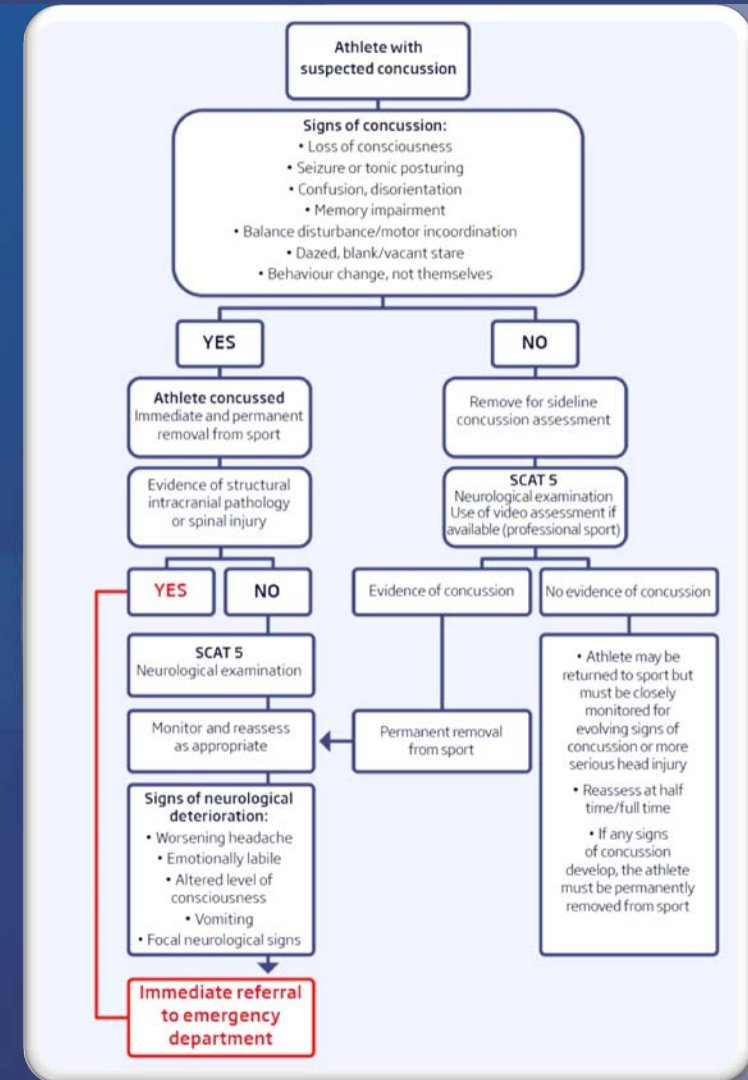 Athlete with
suspected concussion
Signs of concussion:
• Loss of consciousness
• Seizure or tonic posturing
• Confusion, disorientation
• Memory impairment
• Balance disturbance/motor incoordination
• Dazed, blank/vacant stare
• Behaviour change, not themselves
YES
NO
Athlete concussed
Immediate and permanent
removal from sport
Remove for sideline
concussion assessment
Evidence of structural
intracranial pathology
or spinal injury
SCAT 5
Neurological examination
Use of video assessment if
available (professional sport)
YES
NO
Evidence of concussion
No evidence of concussion
SCAT 5
Neurological examination
Monitor and reassess
as appropriate
Permanent removal
from sport
• Athlete may be
returned to sport but
must be closely
monitored for
evolving signs of
concussion or more
serious head injury
• Reassess at half
time/full time
• If any signs
of concussion
develop, the athlete
must be permanently
removed from sport
Signs of neurological
deterioration:
• Worsening headache
• Emotionally labile
• Altered level of
consciousness
• Vomiting
• Focal neurological signs
Immediate referral
to emergency
department